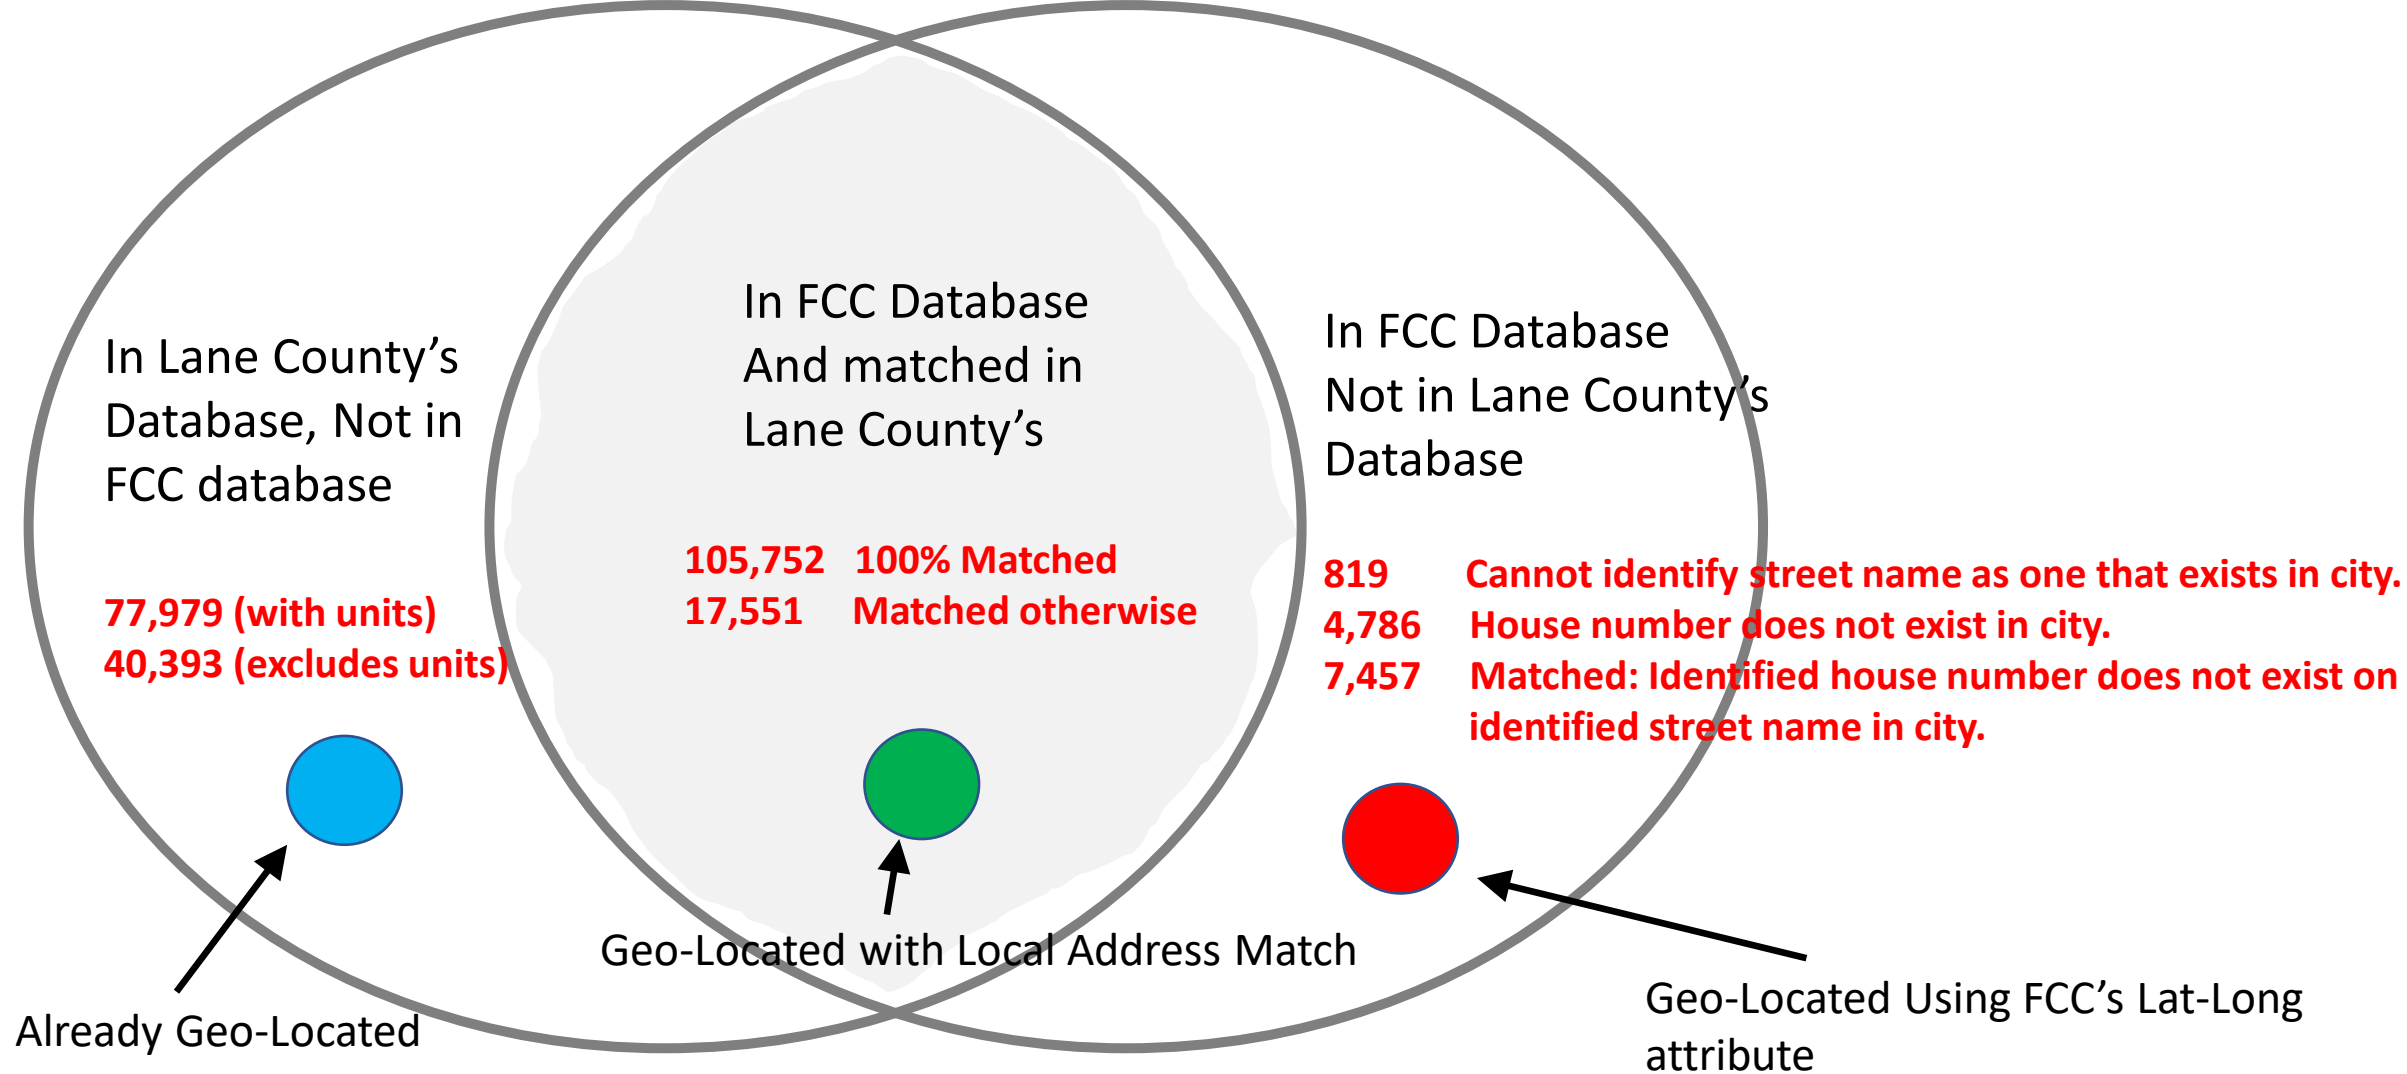 In Lane County’s
Database, Not in
FCC database
77,979 (with units)
40,393 (excludes units)
Already Geo-Located
In FCC Database
And matched in
Lane County’s
105,752 100% Matched
17,551 Matched otherwise
Geo-Located with Local Address Match
In FCC Database
Not in Lane County’s
Database
819 Cannot identify street name as one that exists in city.
4,786 House number does not exist in city.
7,457 Matched: Identified house number does not exist on
identified street name in city.
Geo-Located Using FCC’s Lat-Long
attribute